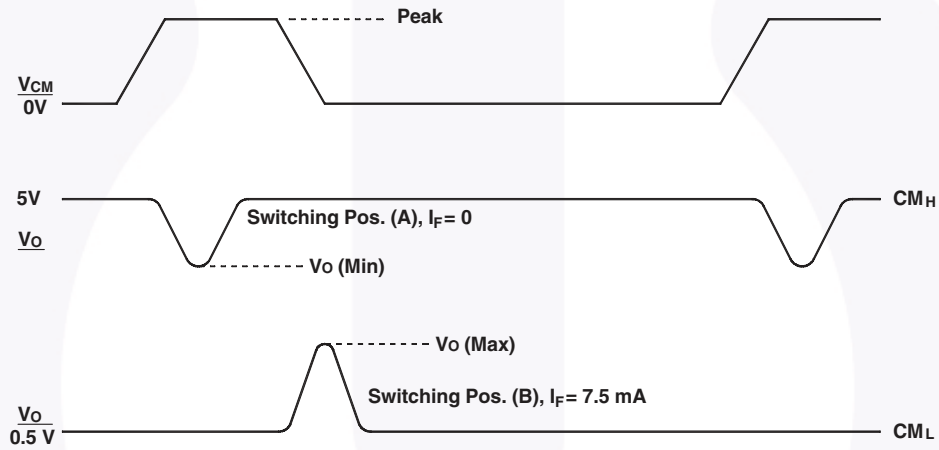 Peak
VCM
0V
5V
CMH
Switching Pos. (A), IF = 0
VO
VO (Min)
VO (Max)
Switching Pos. (B), IF = 7.5 mA
VO
0.5 V
CML